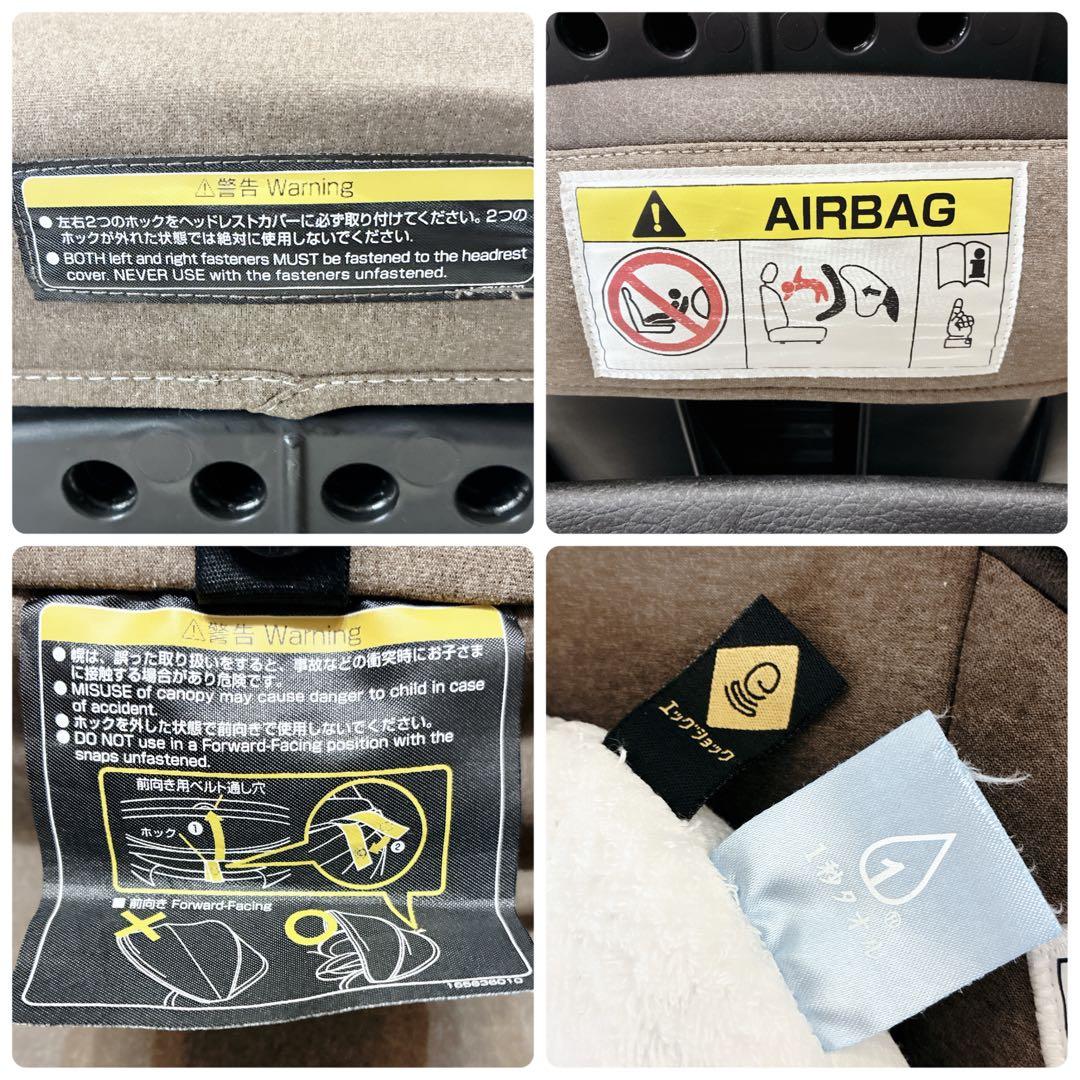 ⚠警告 Warning
● 左右2つのホックをヘッドレストカバーに必ず取り付けてください。2つの
ホックが外れた状態では絶対に使用しないでください.
● BOTH left and right fasteners MUST be fastened to the headrest
cover. NEVER USE with the fasteners unfastened.
AIRBAG
⚠警告 Warning
● 幌は、誤った取り扱いをすると、事故などの衝突時にお子さま
に接触する場合があり危険です。
● MISUSE of canopy may cause danger to child in case
of accident.
● ホックを外した状態で前向きで使用しないでください。
● DO NOT use in a Forward-Facing position with the
snaps unfastened.
前向き用ベルト通し穴
ホック
1
2
■ 前向き Forward-Facing
165836010
エッグショック
1
®
1秒タオル